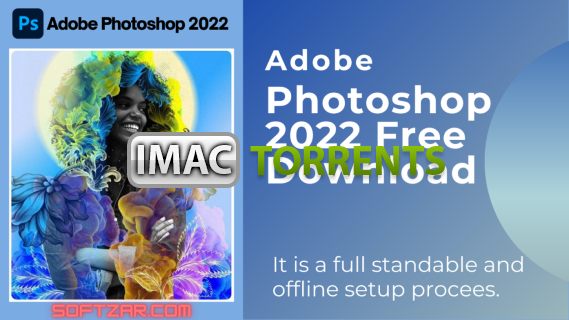 Ps Adobe Photoshop 2022
Adobe
Photoshop
2022 Free
Download
IMAC TORRENTS
It is a full standable and
offline setup procees.
SOFTZAR.COM